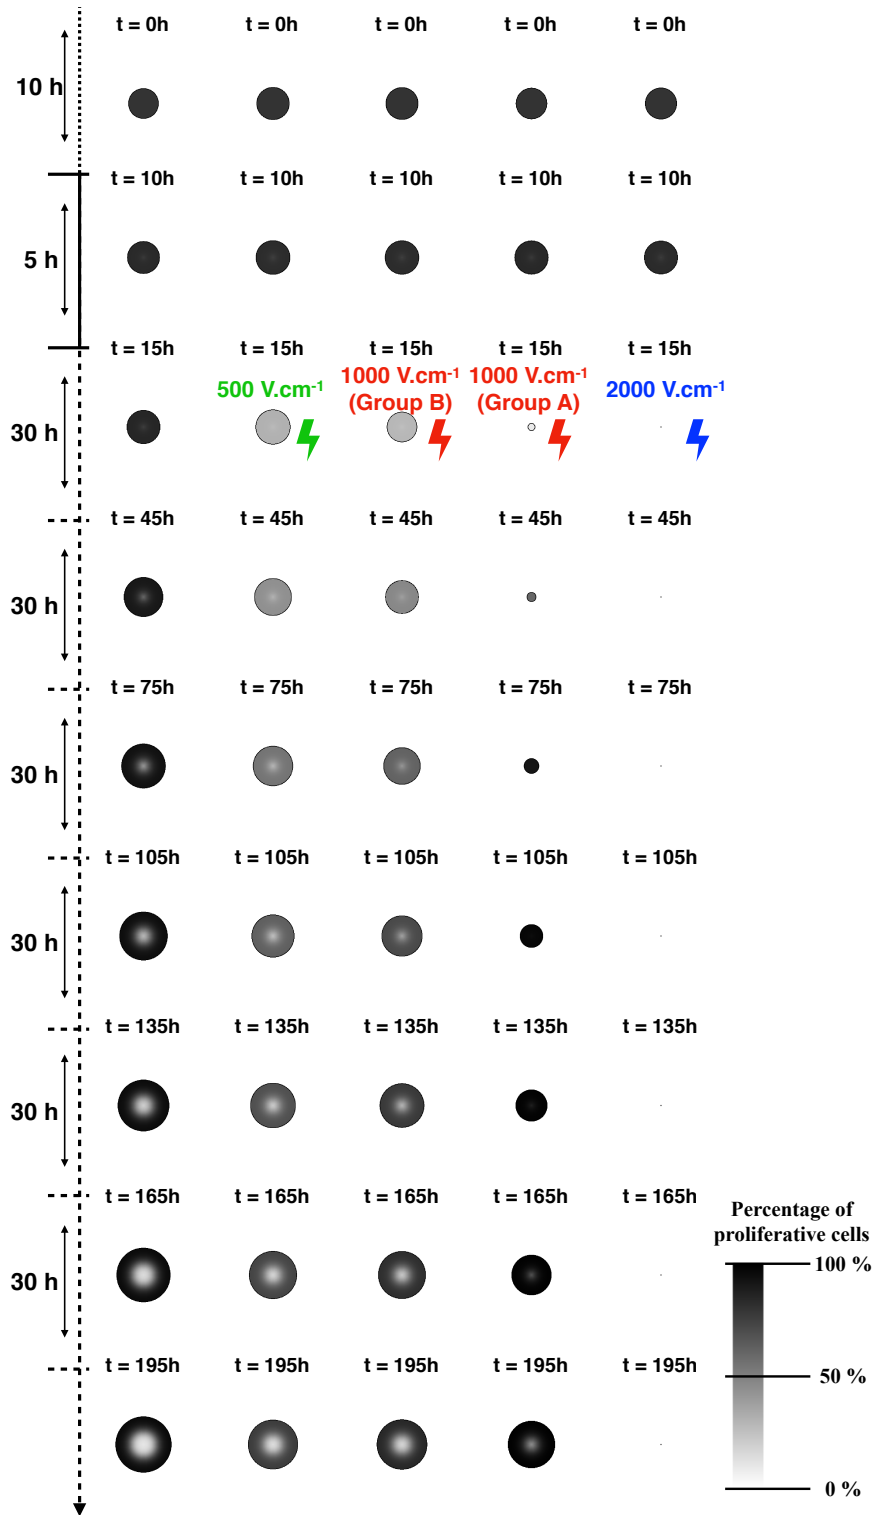 t = 0h t = 0h t = 0h t = 0h t = 0h
10 h
t = 10h t = 10h t = 10h t = 10h t = 10h
5 h
t = 15h t = 15h t = 15h t = 15h t = 15h
500 V.cm-1 1000 V.cm-1 1000 V.cm-1 2000 V.cm-1
(Group B) (Group A)
30 h
t = 45h t = 45h t = 45h t = 45h t = 45h
30 h
t = 75h t = 75h t = 75h t = 75h t = 75h
30 h
t = 105h t = 105h t = 105h t = 105h t = 105h
30 h
t = 135h t = 135h t = 135h t = 135h t = 135h
30 h
t = 165h t = 165h t = 165h t = 165h t = 165h
30 h
t = 195h t = 195h t = 195h t = 195h t = 195h
Percentage of
proliferative cells
100 %
50 %
0 %